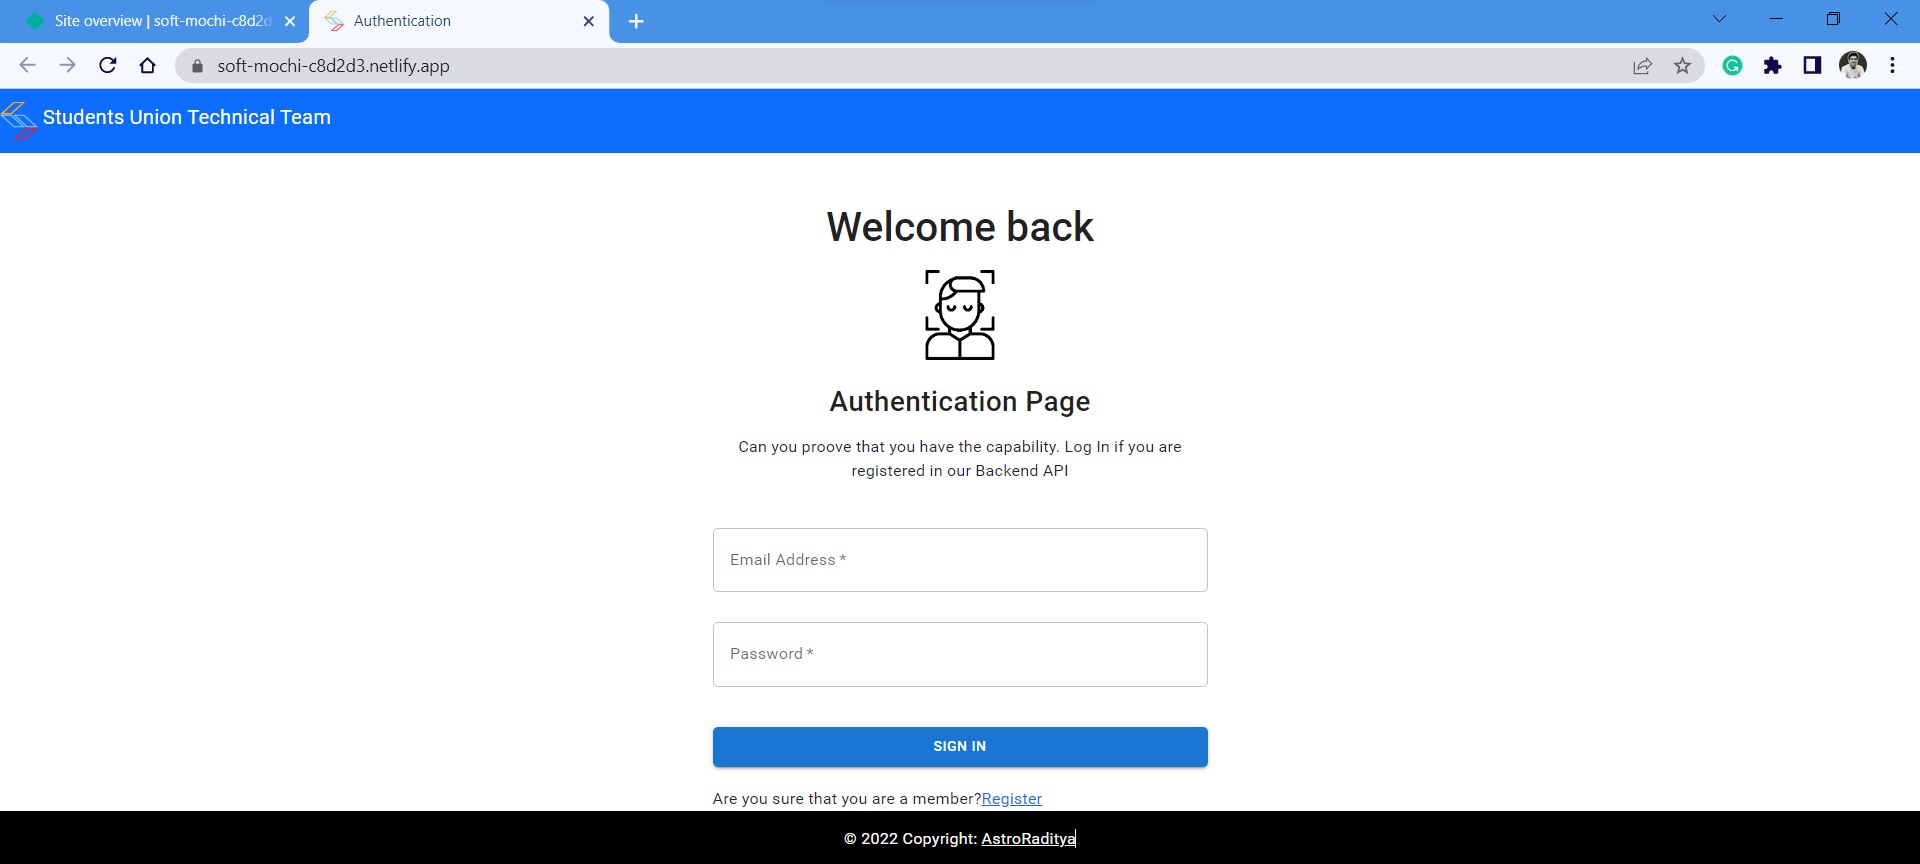 Site overview | soft-mochi-c8d2d
Authentication
soft-mochi-c8d2d3.netlify.app
Students Union Technical Team
Welcome back
Authentication Page
Can you proove that you have the capability. Log In if you are
registered in our Backend API
Email Address *
Password *
SIGN IN
Are you sure that you are a member?Register
© 2022 Copyright: AstroRaditya